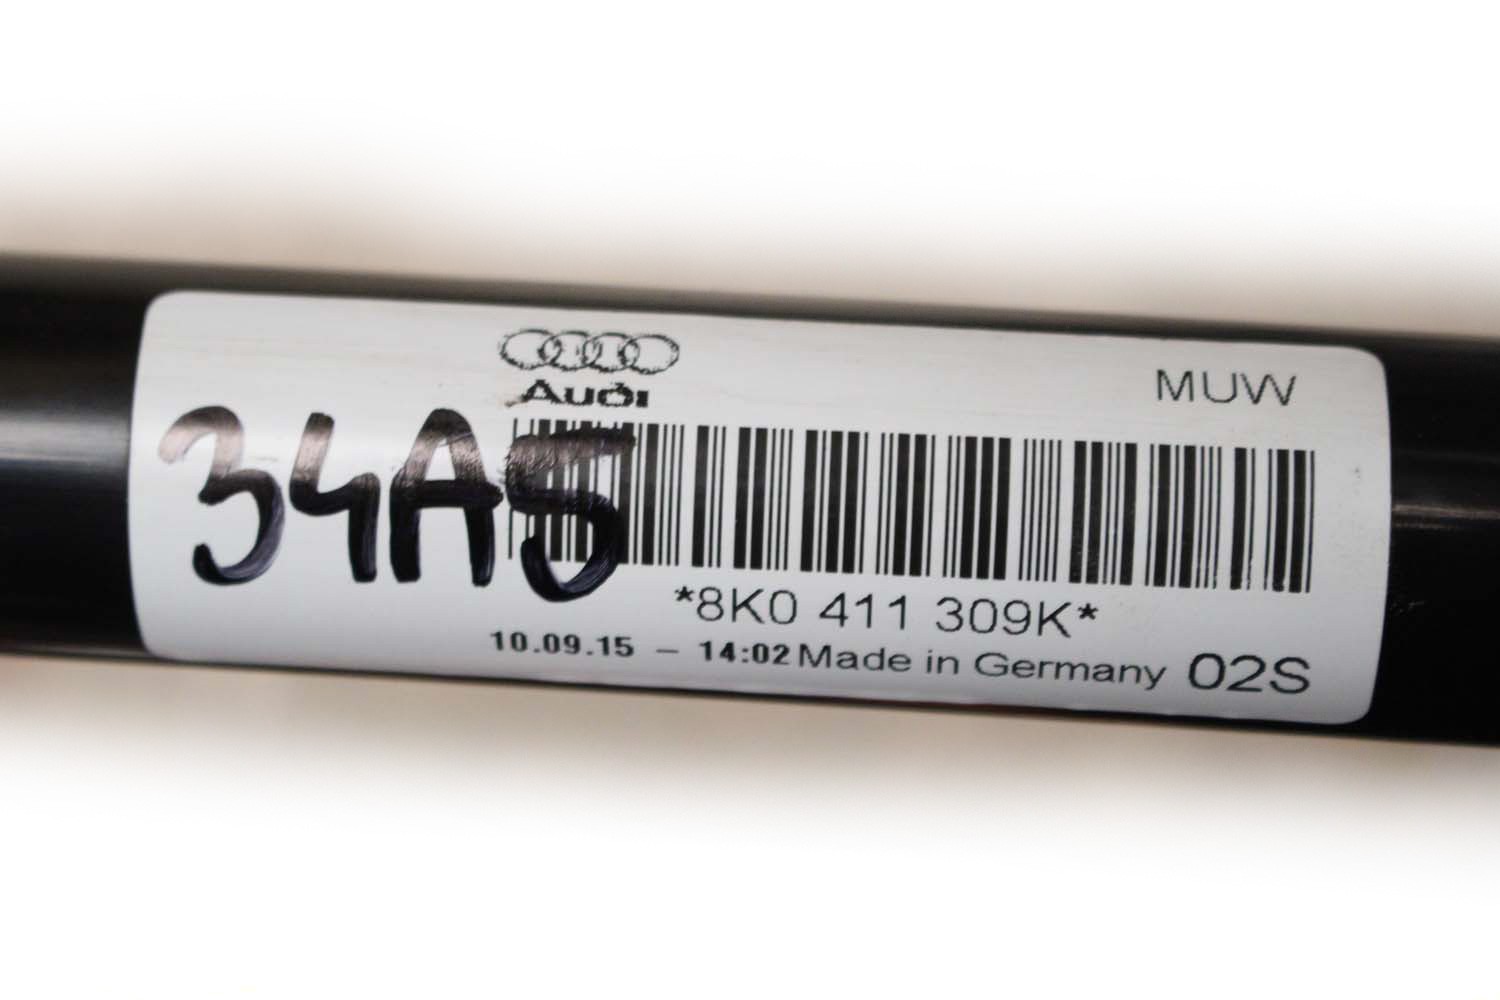 Audi
MUW
34A5
*8K0 411 309K*
10.09.15 – 14:02 Made in Germany 02S